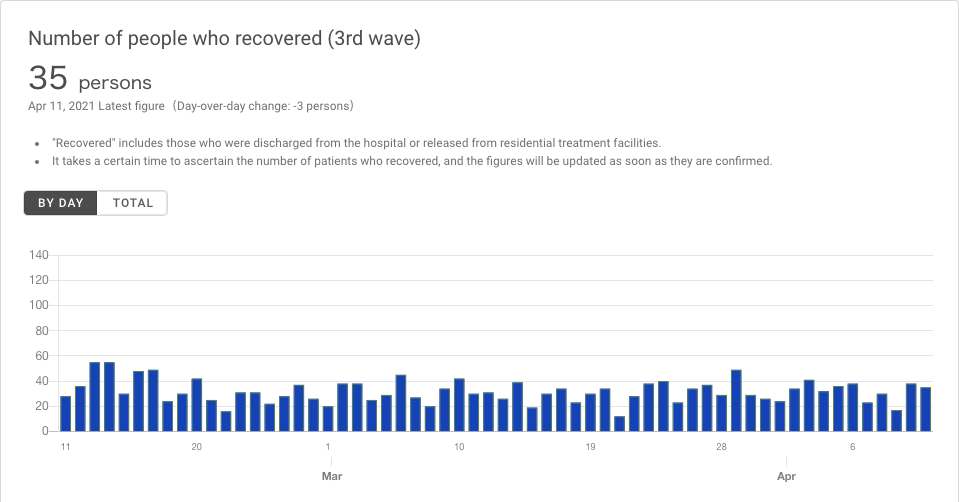 Number of people who recovered (3rd wave)
35 persons
Apr 11, 2021 Latest figure（Day-over-day change: -3 persons）
• "Recovered" includes those who were discharged from the hospital or released from residential treatment facilities.
• It takes a certain time to ascertain the number of patients who recovered, and the figures will be updated as soon as they are confirmed.
BY DAY TOTAL
140
120
100
80
60
40
20
0
11 20 1 10 19 28 6
Mar Apr